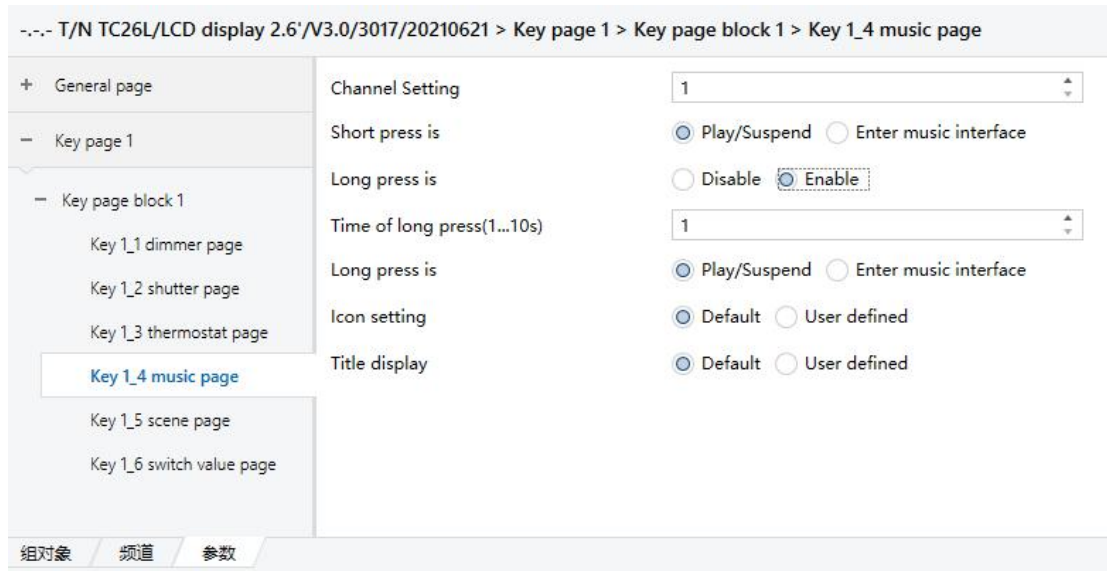 -.-.- T/N TC26L/LCD display 2.6'/V3.0/3017/20210621 > Key page 1 > Key page block 1 > Key 1_4 music page
+ General page
− Key page 1
− Key page block 1
Key 1_1 dimmer page
Key 1_2 shutter page
Key 1_3 thermostat page
Key 1_4 music page
Key 1_5 scene page
Key 1_6 switch value page
Channel Setting 1
Short press is Play/Suspend Enter music interface
Long press is Disable Enable
Time of long press(1...10s) 1
Long press is Play/Suspend Enter music interface
Icon setting Default User defined
Title display Default User defined
组对象 频道 参数